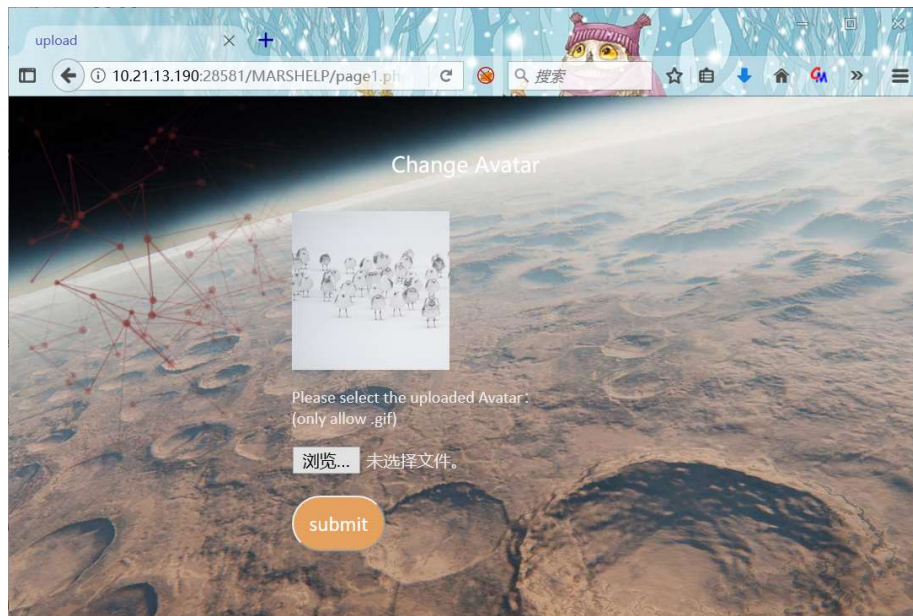 upload
10.21.13.190:28581/MARSHELP/page1.ph
搜索
Change Avatar
Please select the uploaded Avatar：
(only allow .gif)
浏览... 未选择文件。
submit